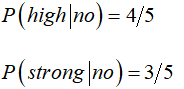 P(high|no) = 4/5
P(strong|no) = 3/5